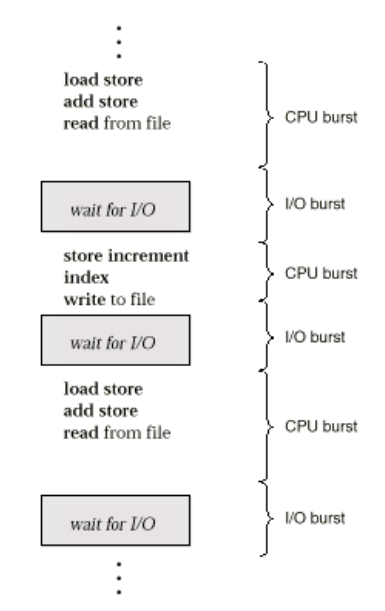 load store
add store
read from file
CPU burst
wait for I/O
I/O burst
store increment
index
write to file
CPU burst
wait for I/O
I/O burst
load store
add store
read from file
CPU burst
wait for I/O
I/O burst